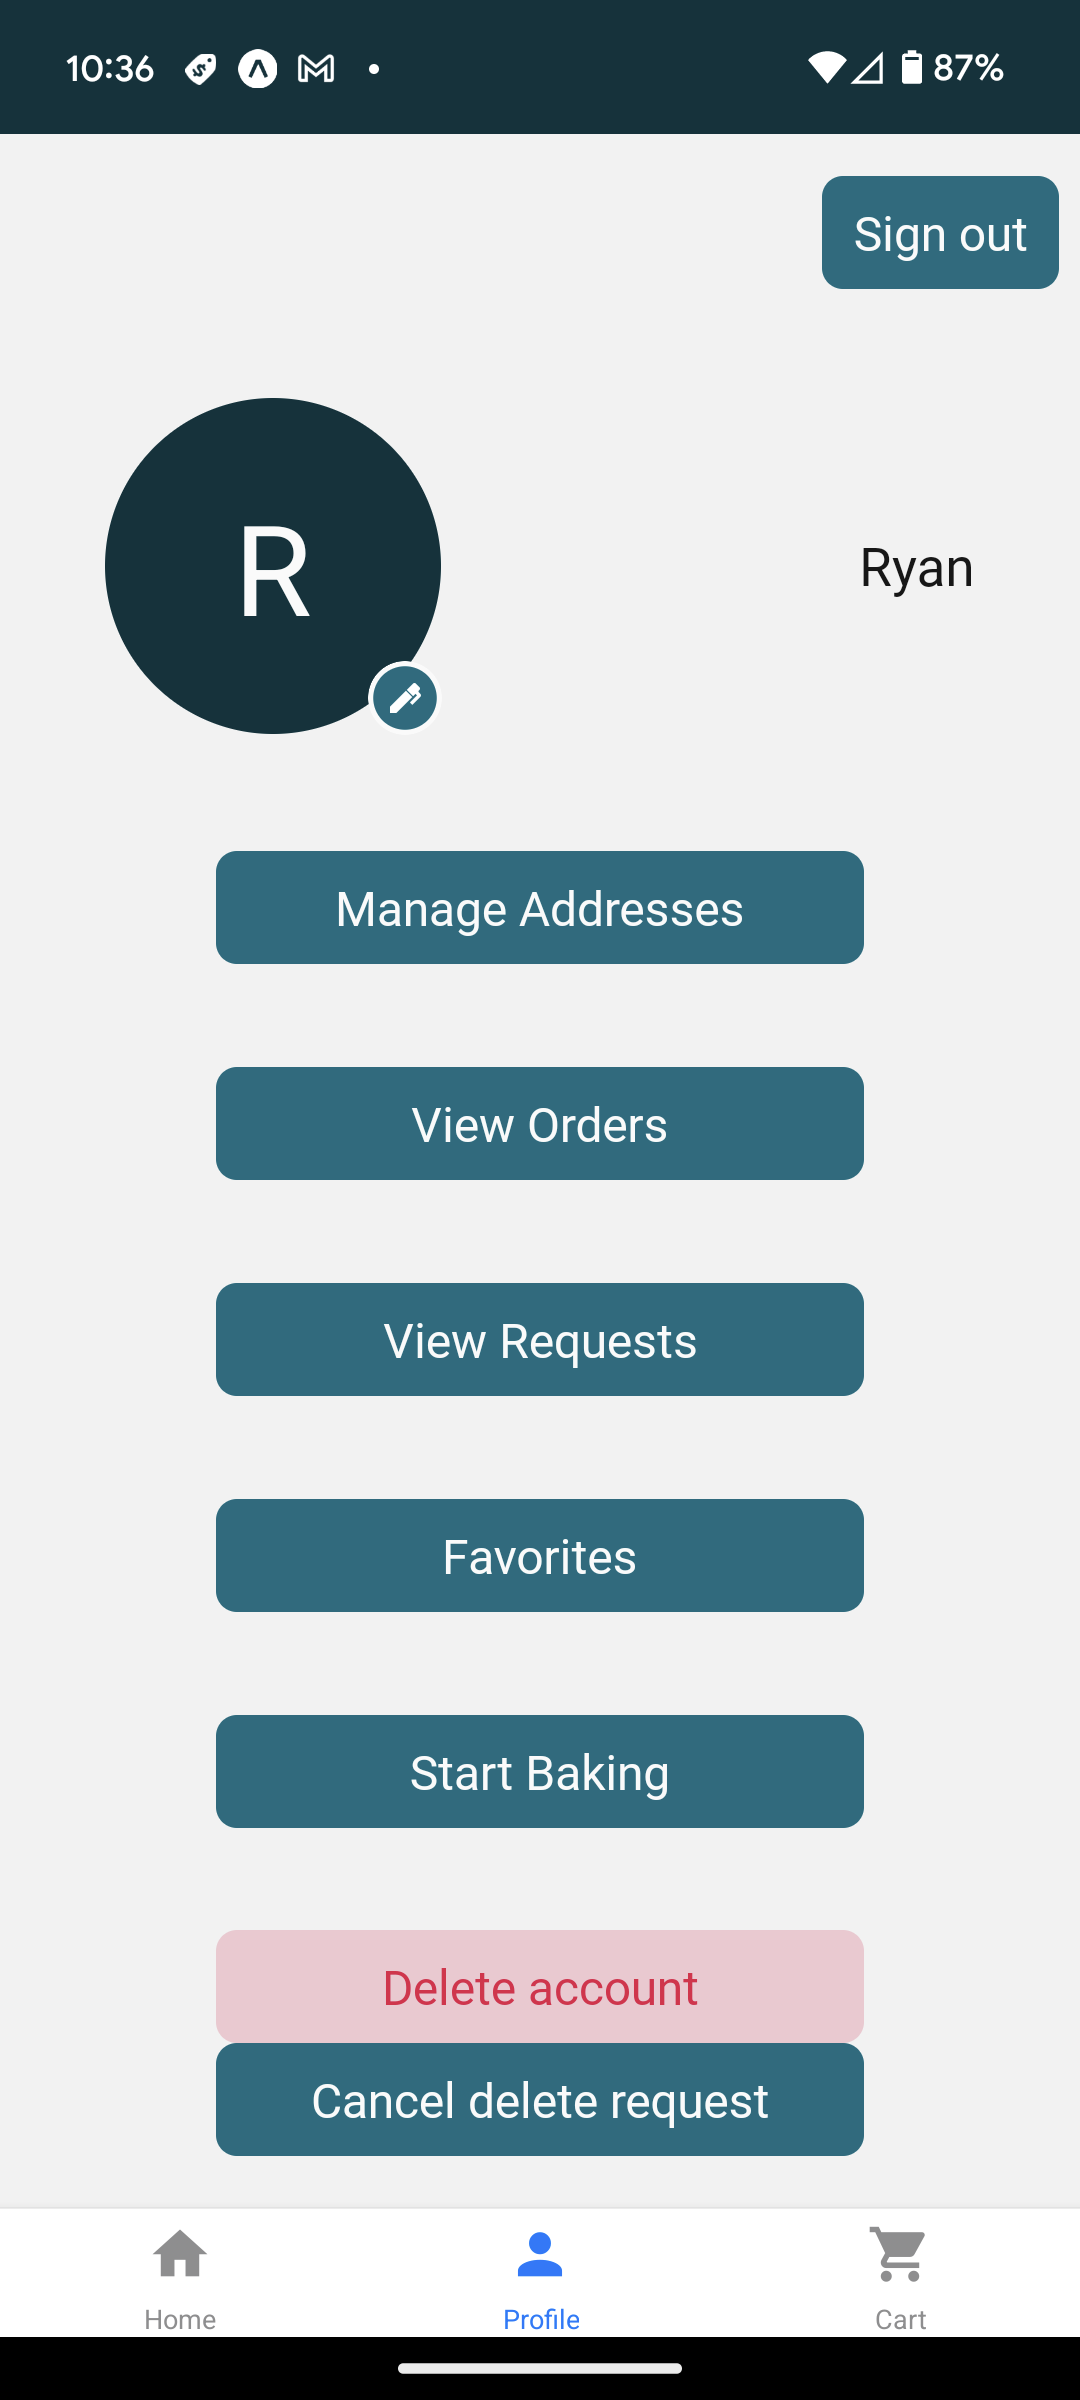 10:36 87%
Sign out
R
Ryan
Manage Addresses
View Orders
View Requests
Favorites
Start Baking
Delete account
Cancel delete request
Home Profile Cart